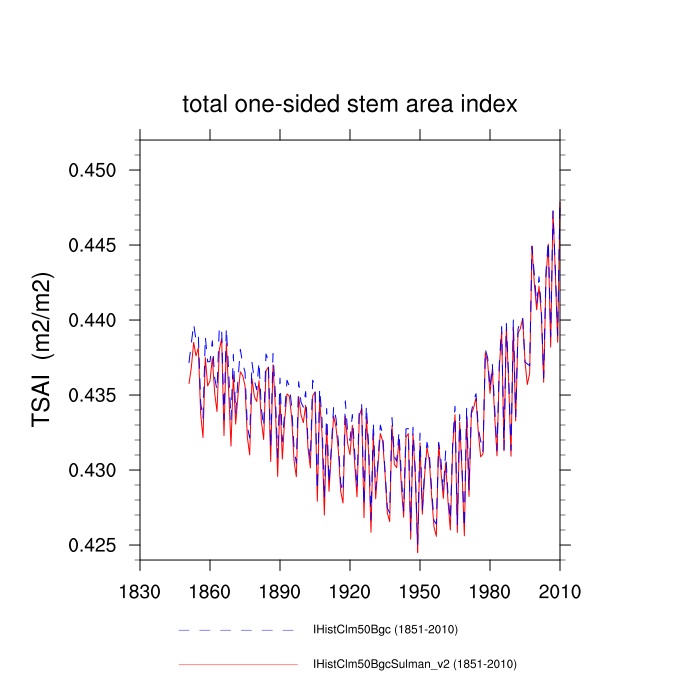 total one-sided stem area index
TSAI (m2/m2)
0.450
0.445
0.440
0.435
0.430
0.425
1830 1860 1890 1920 1950 1980 2010
IHistClm50Bgc (1851-2010)
IHistClm50BgcSulman_v2 (1851-2010)